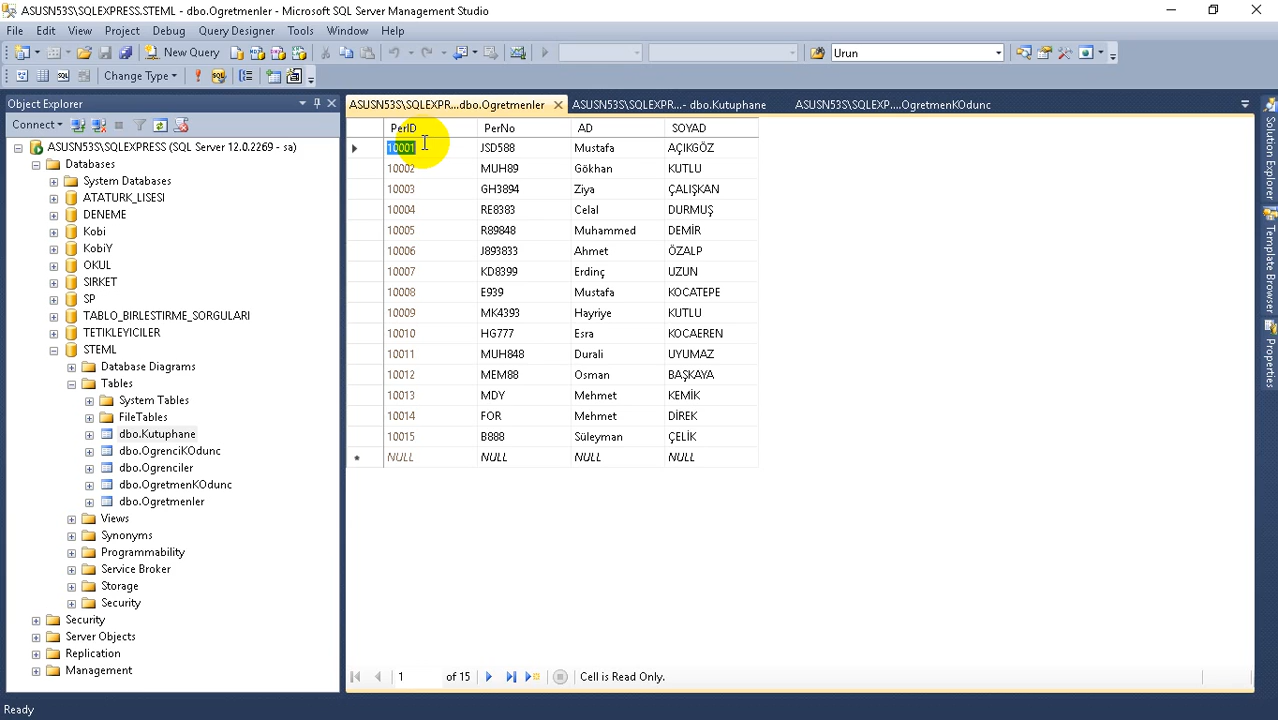 ASUSN53S\SQLEXPRESS.STEML - dbo.Ogretmenler - Microsoft SQL Server Management Studio
File Edit View Project Debug Query Designer Tools Window Help
New Query Urun
Change Type
Object Explorer
Connect
ASUSN53S\SQLEXPRESS (SQL Server 12.0.2269 - sa)
Databases
System Databases
ATATURK_LISESI
DENEME
Kobi
KobiY
OKUL
SIRKET
SP
TABLO_BIRLESTIRME_SORGULARI
TETIKLEYICILER
STEML
Database Diagrams
Tables
System Tables
FileTables
dbo.Kutuphane
dbo.OgrenciKOdunc
dbo.Ogrenciler
dbo.OgretmenKOdunc
dbo.Ogretmenler
Views
Synonyms
Programmability
Service Broker
Storage
Security
Security
Server Objects
Replication
Management
ASUSN53S\SQLEXPR...dbo.Ogretmenler ASUSN53S\SQLEXPR...- dbo.Kutuphane ASUSN53S\SQLEXP....OgretmenKOdunc
PerID PerNo AD SOYAD
10001 JSD588 Mustafa AÇIKGÖZ
10002 MUH89 Gökhan KUTLU
10003 GH3894 Ziya ÇALIŞKAN
10004 RE8383 Celal DURMUŞ
10005 R89848 Muhammed DEMİR
10006 J893833 Ahmet ÖZALP
10007 KD8399 Erdinç UZUN
10008 E939 Mustafa KOCATEPE
10009 MK4393 Hayriye KUTLU
10010 HG777 Esra KOCAEREN
10011 MUH848 Durali UYUMAZ
10012 MEM88 Osman BAŞKAYA
10013 MDY Mehmet KEMİK
10014 FOR Mehmet DİREK
10015 B888 Süleyman ÇELİK
NULL NULL NULL NULL
1 of 15 Cell is Read Only.
Solution Explorer
Template Browser
Properties
Ready